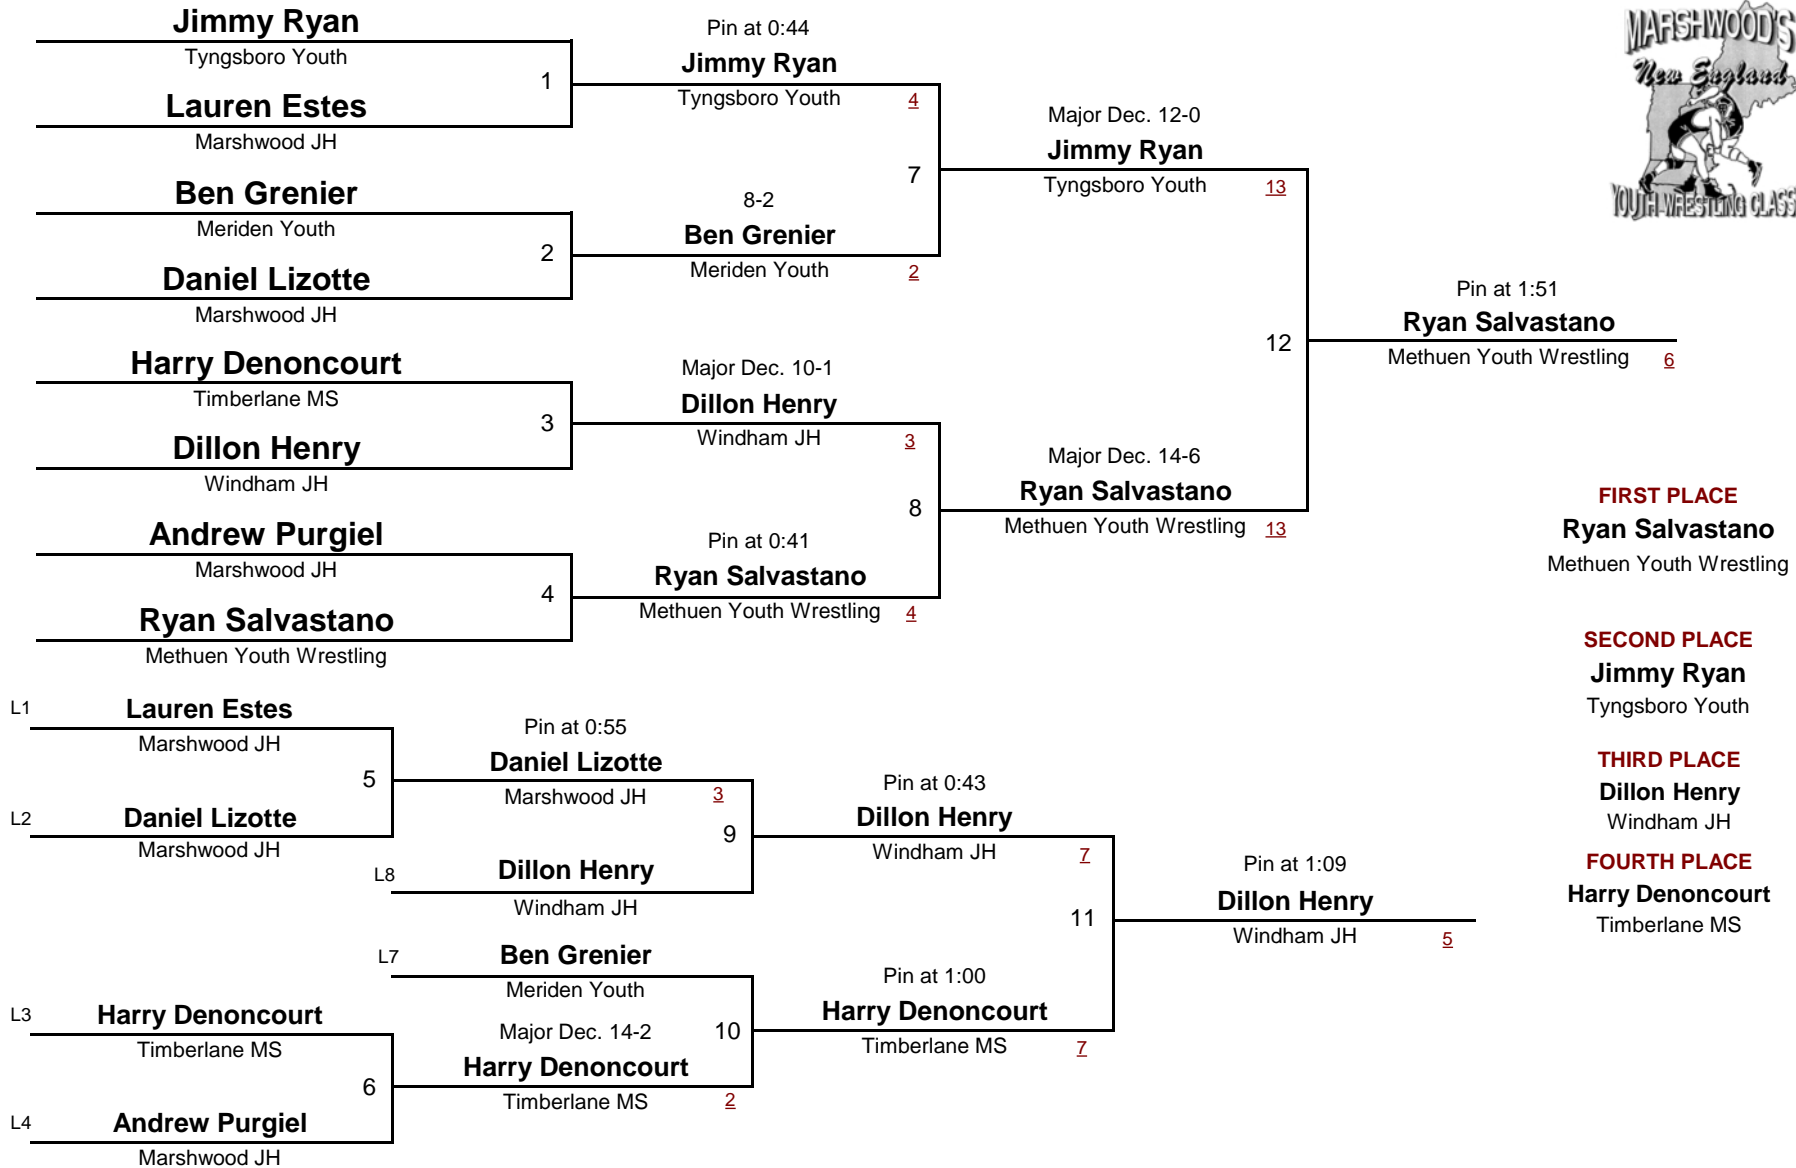 Jimmy Ryan
Tyngsboro Youth
1
Lauren Estes
Marshwood JH
Ben Grenier
Meriden Youth
2
Daniel Lizotte
Marshwood JH
Harry Denoncourt
Timberlane MS
3
Dillon Henry
Windham JH
Andrew Purgiel
Marshwood JH
4
Ryan Salvastano
Methuen Youth Wrestling
Pin at 0:44
Jimmy Ryan
Tyngsboro Youth 4
7
8-2
Ben Grenier
Meriden Youth 2
Major Dec. 10-1
Dillon Henry
Windham JH 3
8
Pin at 0:41
Ryan Salvastano
Methuen Youth Wrestling 4
Major Dec. 12-0
Jimmy Ryan
Tyngsboro Youth 13
12
Major Dec. 14-6
Ryan Salvastano
Methuen Youth Wrestling 13
Pin at 1:51
Ryan Salvastano
Methuen Youth Wrestling 6
MARSHWOOD'S
New England
YOUTH WRESTLING CLASS
FIRST PLACE
Ryan Salvastano
Methuen Youth Wrestling
SECOND PLACE
Jimmy Ryan
Tyngsboro Youth
THIRD PLACE
Dillon Henry
Windham JH
FOURTH PLACE
Harry Denoncourt
Timberlane MS
L1 Lauren Estes
Marshwood JH
5
L2 Daniel Lizotte
Marshwood JH
Pin at 0:55
Daniel Lizotte
Marshwood JH 3
9
L8 Dillon Henry
Windham JH
L7 Ben Grenier
Meriden Youth
L3 Harry Denoncourt
Timberlane MS
6
L4 Andrew Purgiel
Marshwood JH
Major Dec. 14-2 10
Harry Denoncourt
Timberlane MS 2
Pin at 0:43
Dillon Henry
Windham JH 7
11
Pin at 1:00
Harry Denoncourt
Timberlane MS 7
Pin at 1:09
Dillon Henry
Windham JH 5